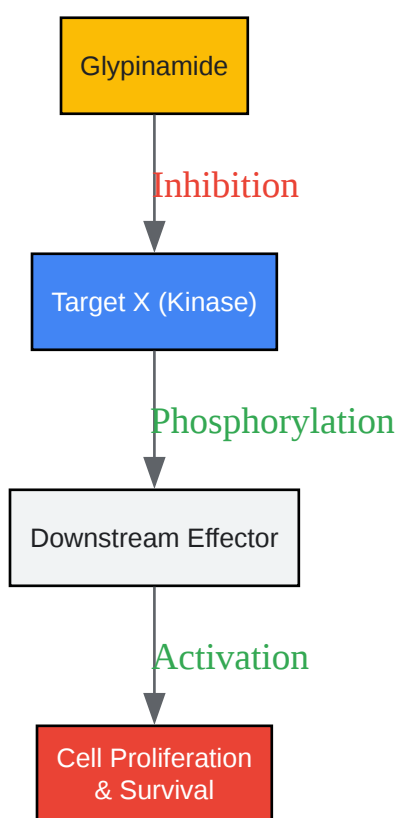 Glypinamide
Inhibition
Target X (Kinase)
Phosphorylation
Downstream Effector
Activation
Cell Proliferation
& Survival